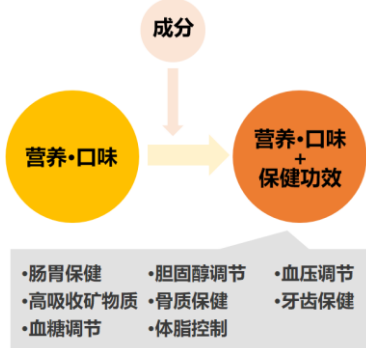 成分
营养·口味
营养·口味
+
保健功效
·肠胃保健 ·胆固醇调节 ·血压调节
·高吸收矿物质 ·骨质保健 ·牙齿保健
·血糖调节 ·体脂控制